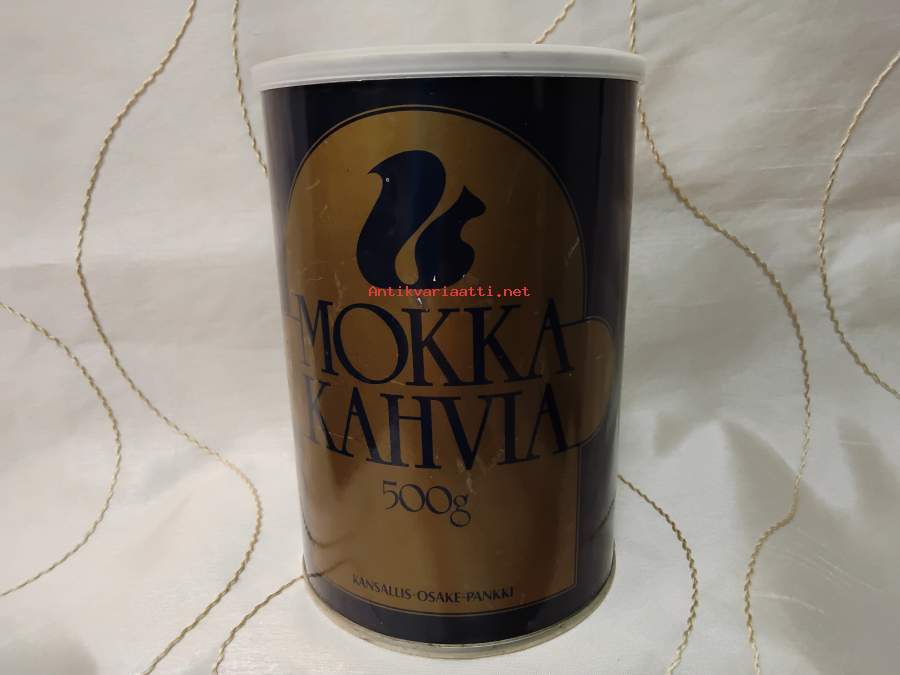 Antikvariaatti.net
MOKKA
KAHVIA
500g
KANSALLIS-OSAKE-PANKKI